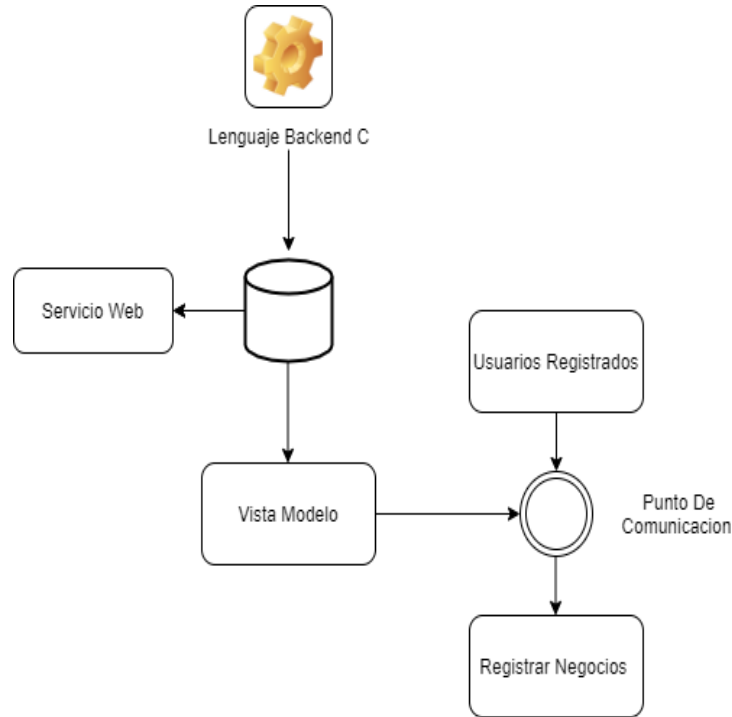 Lenguaje Backend C
Servicio Web
Usuarios Registrados
Vista Modelo
Punto De
Comunicacion
Registrar Negocios